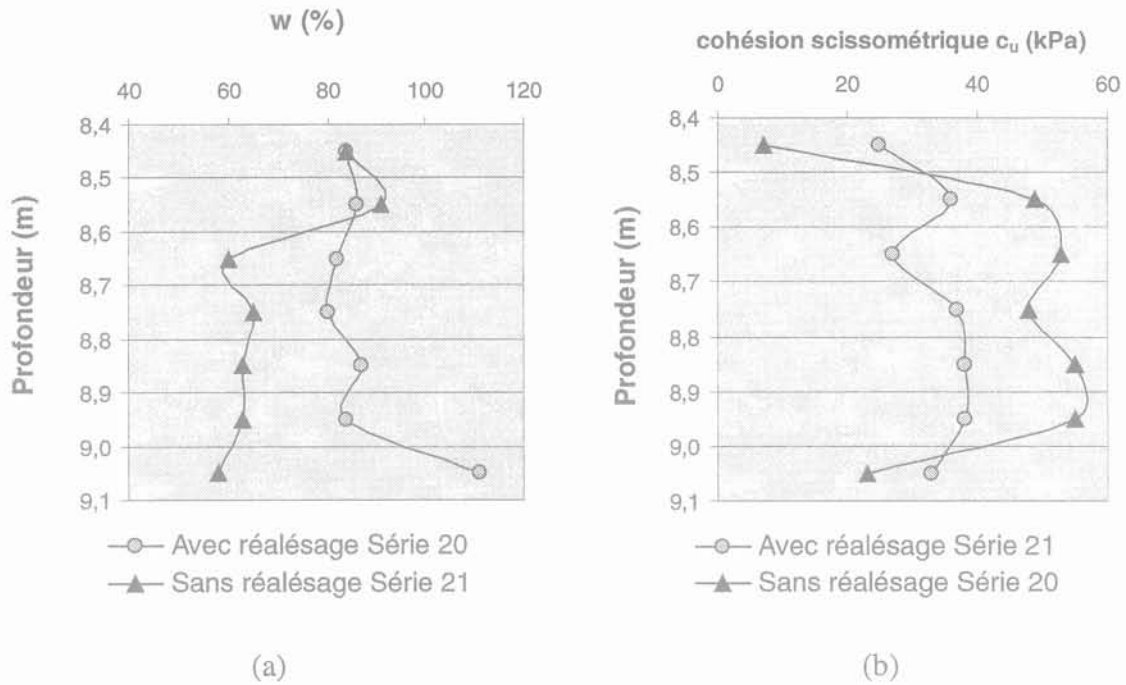 w (%)
40 60 80 100 120
8,4
8,5
8,6
8,7
8,8
8,9
9,0
9,1
Profondeur (m)
Avec réalésage Série 20
Sans réalésage Série 21
(a)
cohésion scissométrique cu (kPa)
0 20 40 60
8,4
8,5
8,6
8,7
8,8
8,9
9,0
9,1
Profondeur (m)
Avec réalésage Série 21
Sans réalésage Série 20
(b)